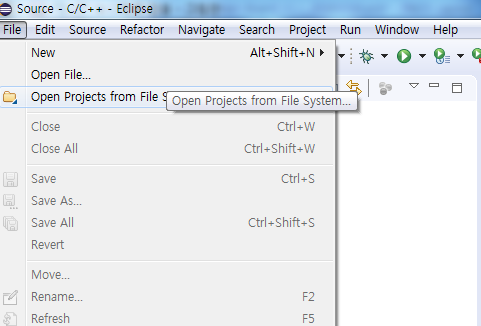 Source - C/C++ - Eclipse
File Edit Source Refactor Navigate Search Project Run Window Help
New Alt+Shift+N
Open File...
Open Projects from File S
Open Projects from File System...
Close Ctrl+W
Close All Ctrl+Shift+W
Save Ctrl+S
Save As...
Save All Ctrl+Shift+S
Revert
Move...
Rename... F2
Refresh F5